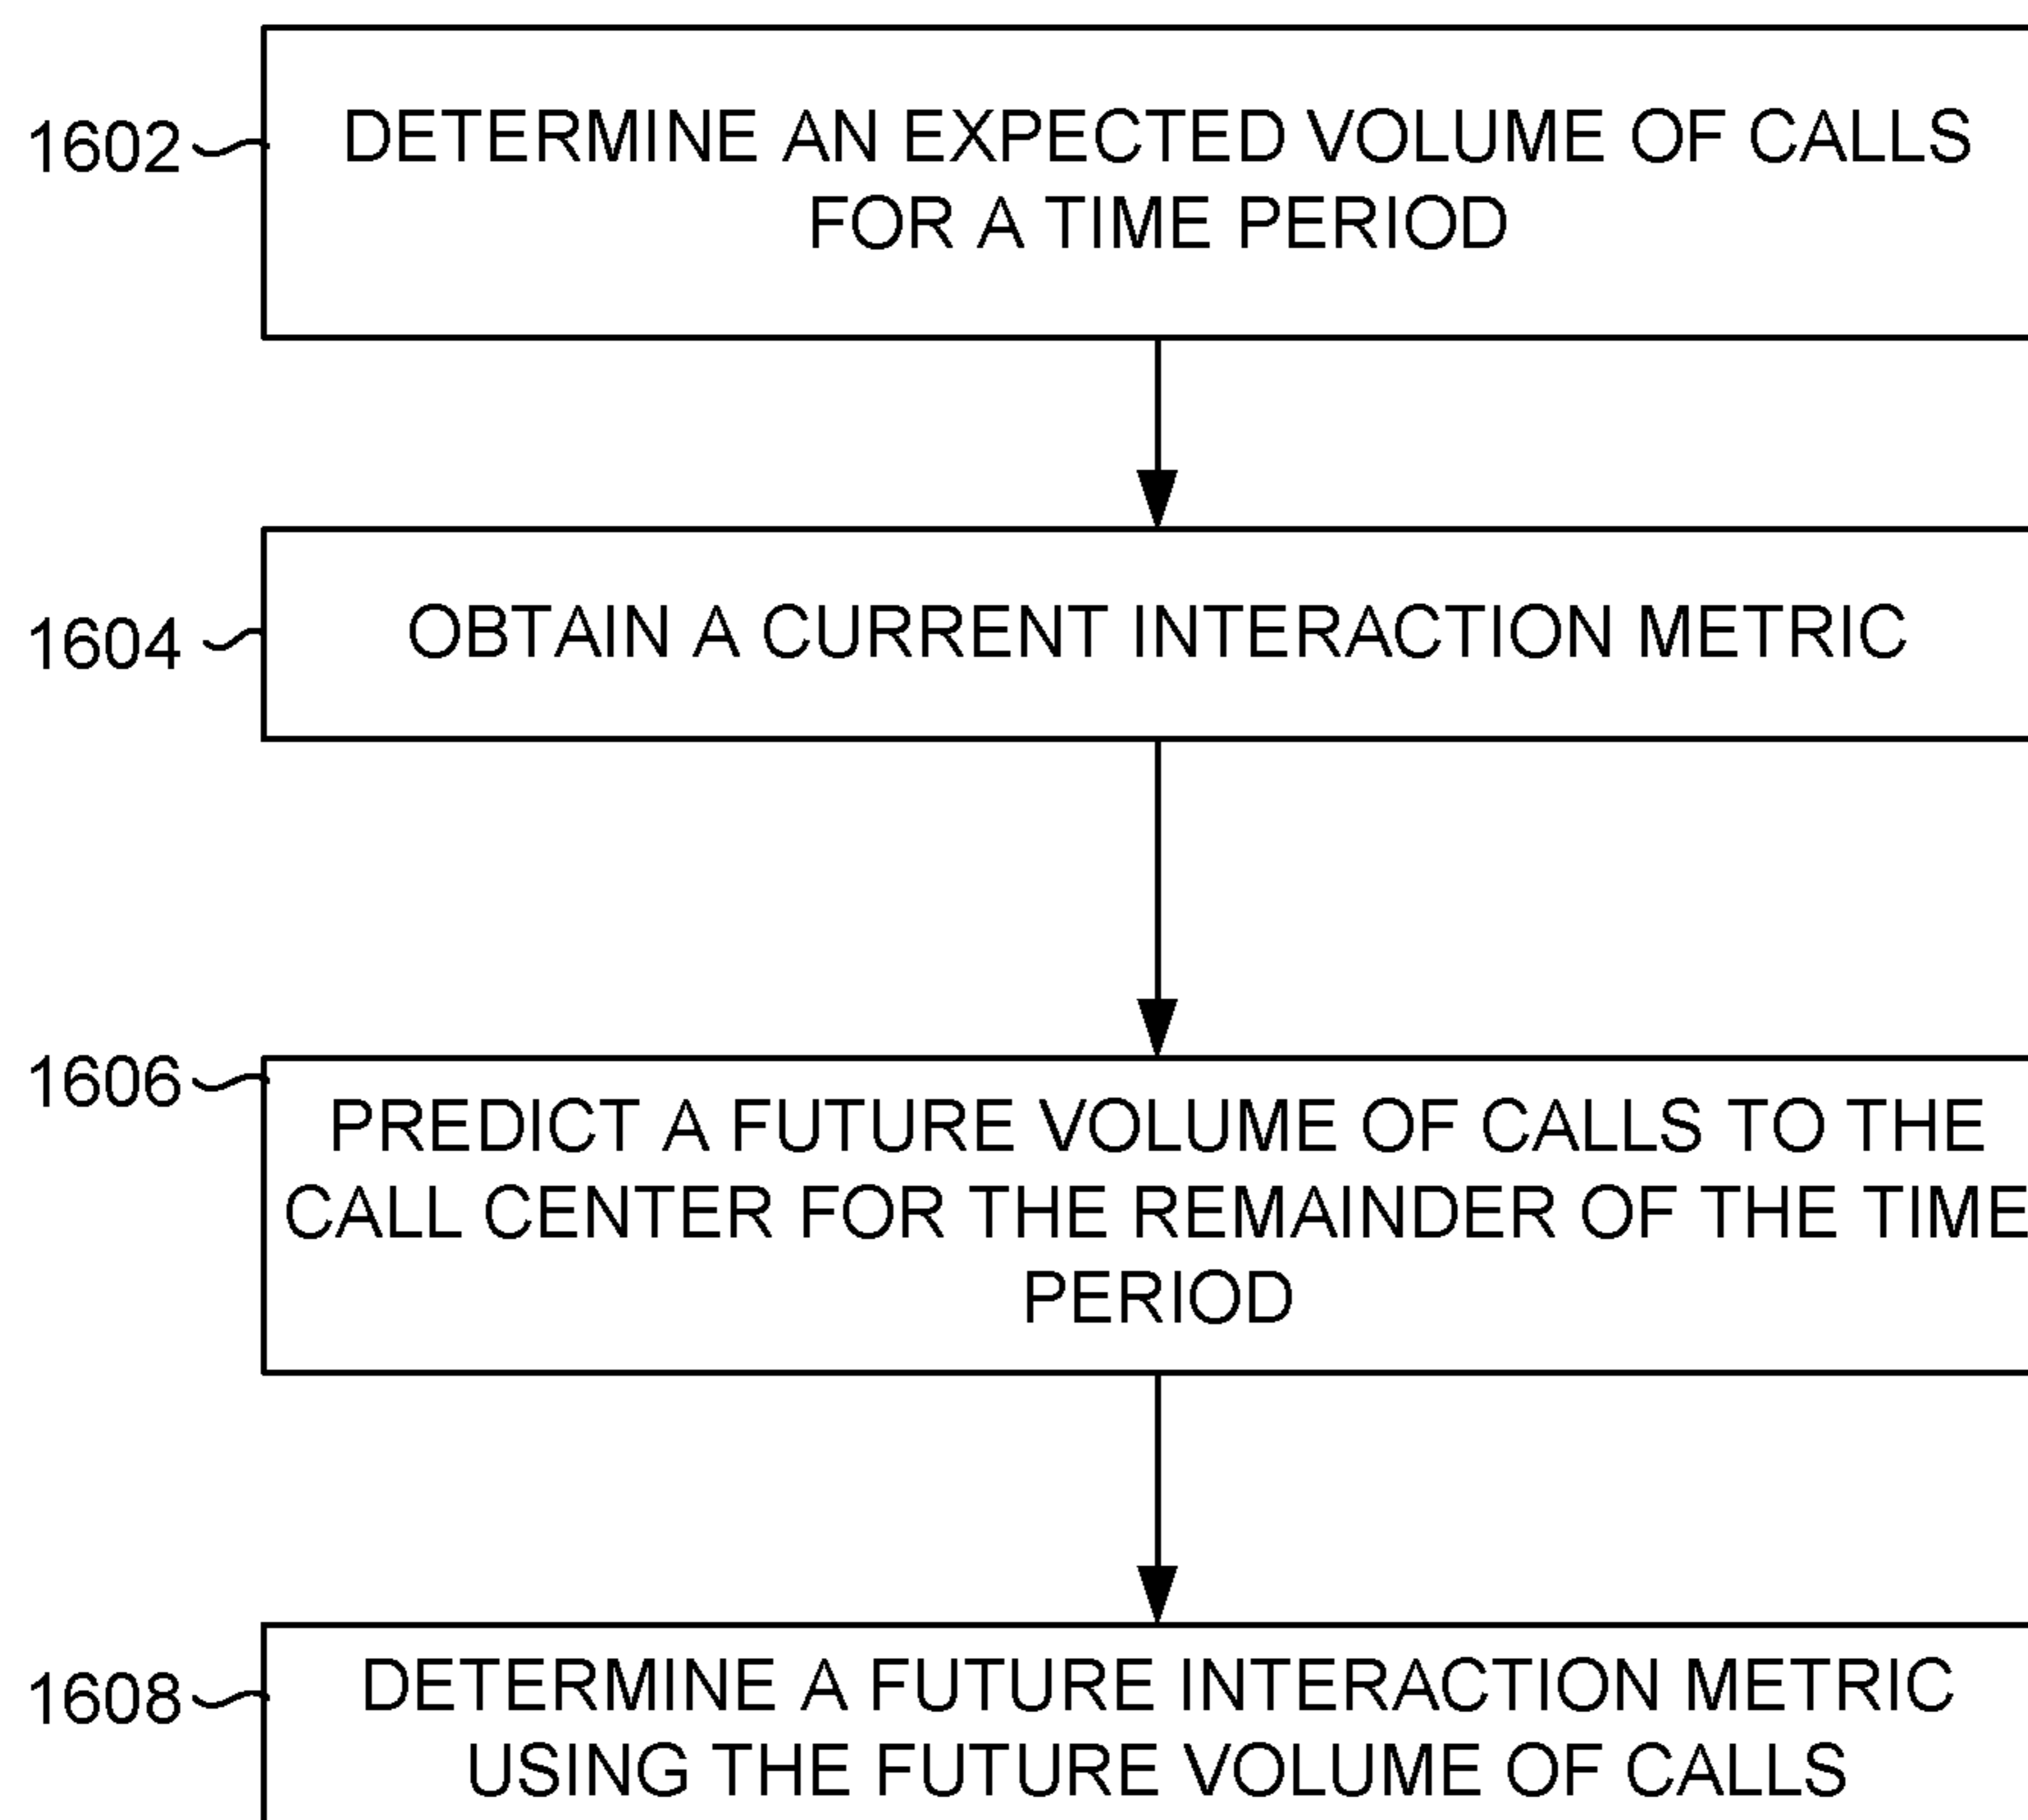 1602
DETERMINE AN EXPECTED VOLUME OF CALLS
FOR A TIME PERIOD
1604
OBTAIN A CURRENT INTERACTION METRIC
1606
PREDICT A FUTURE VOLUME OF CALLS TO THE
CALL CENTER FOR THE REMAINDER OF THE TIME
PERIOD
1608
DETERMINE A FUTURE INTERACTION METRIC
USING THE FUTURE VOLUME OF CALLS